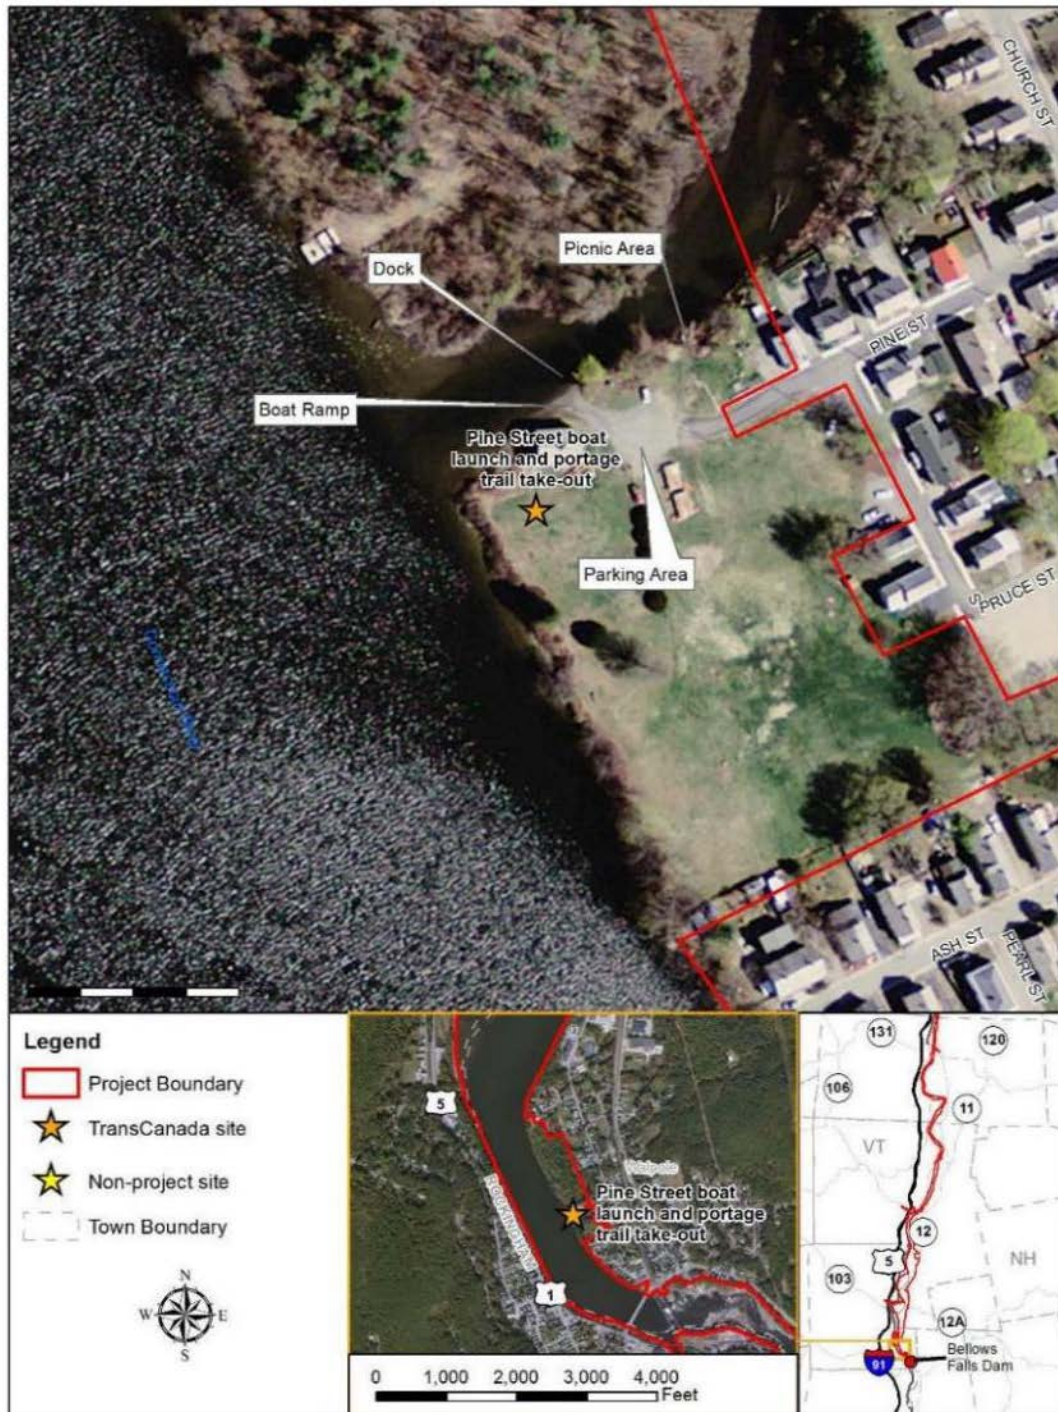 CHURCH ST
Picnic Area
Dock
PINE ST
Boat Ramp
Pine Street boat
launch and portage
trail take-out
Parking Area
SPRUCE ST
ASH ST
PEARL ST
Legend
Project Boundary
TransCanada site
Non-project site
Town Boundary
N
W
E
S
5
ROCKINGHAM
Pine Street boat
launch and portage
trail take-out
1
0 1,000 2,000 3,000 4,000
Feet
131
120
106
11
VT
12
5
NH
103
12A
Bellows
Falls Dam
91